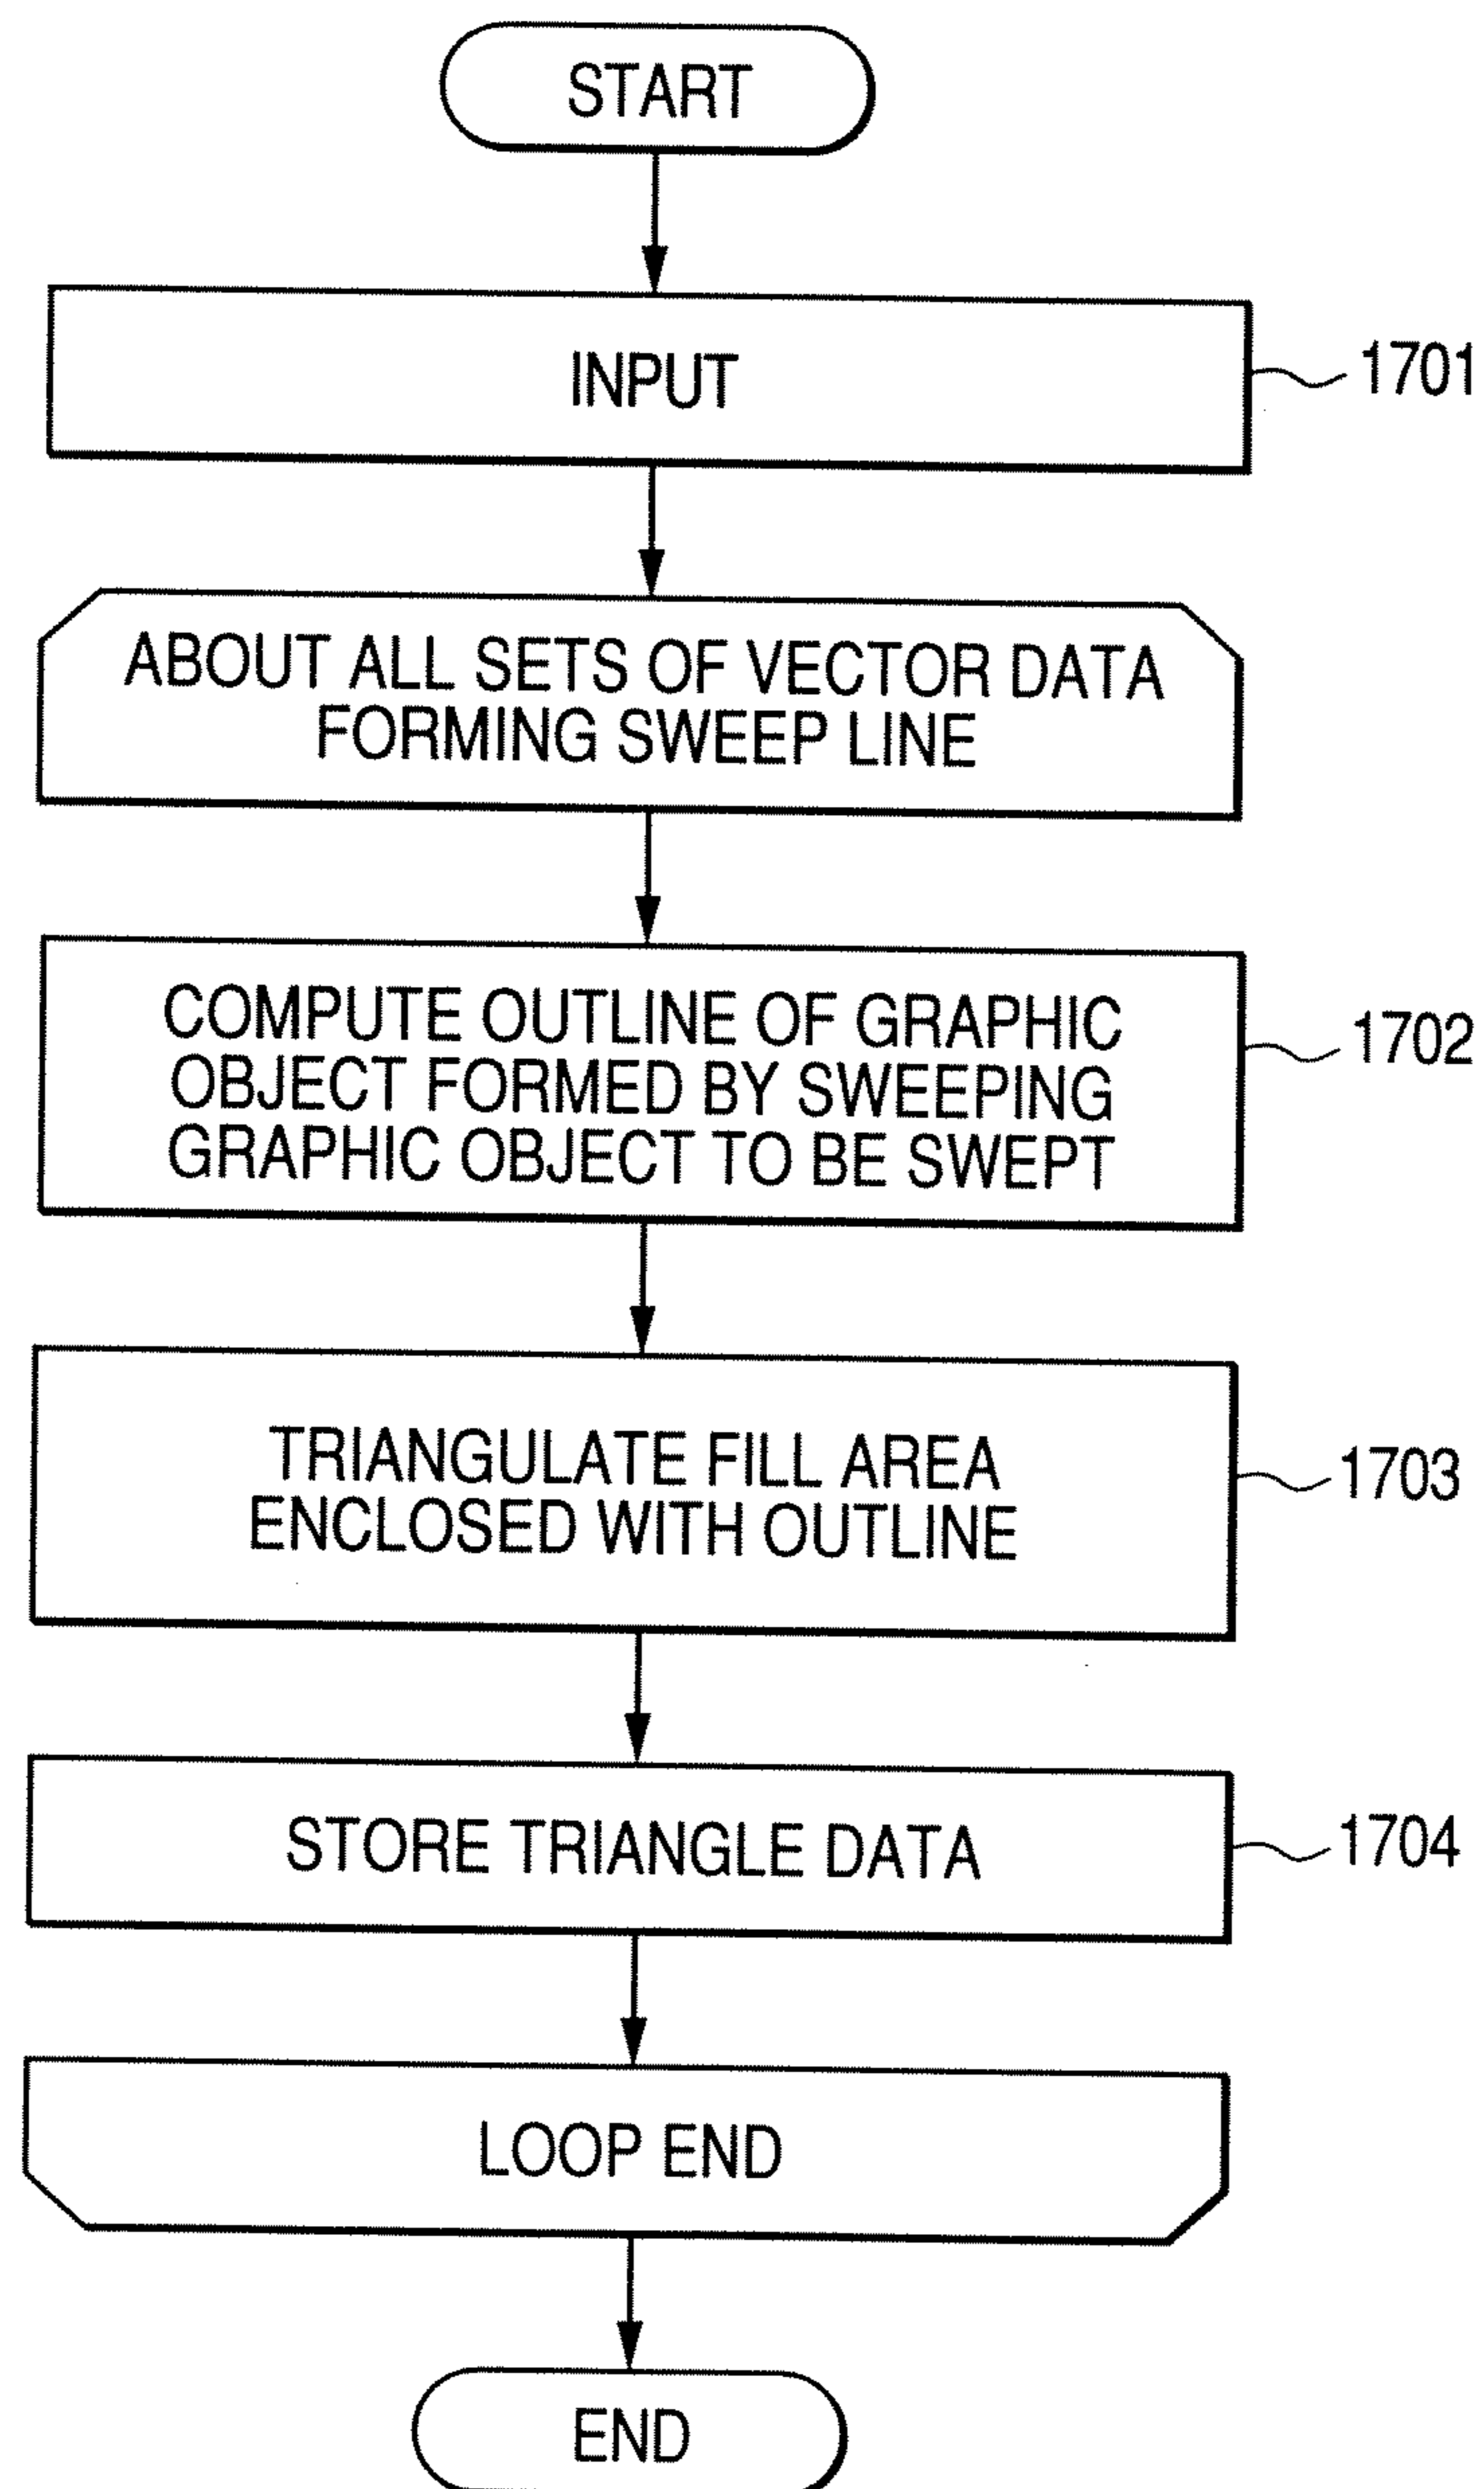 START
INPUT
1701
ABOUT ALL SETS OF VECTOR DATA
FORMING SWEEP LINE
COMPUTE OUTLINE OF GRAPHIC
OBJECT FORMED BY SWEEPING
GRAPHIC OBJECT TO BE SWEPT
1702
TRIANGULATE FILL AREA
ENCLOSED WITH OUTLINE
1703
STORE TRIANGLE DATA
1704
LOOP END
END